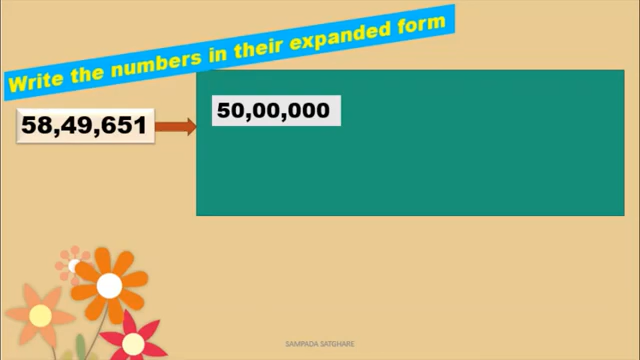 Write the numbers in their expanded form
58,49,651
50,00,000
SAMPADA SATGHARE